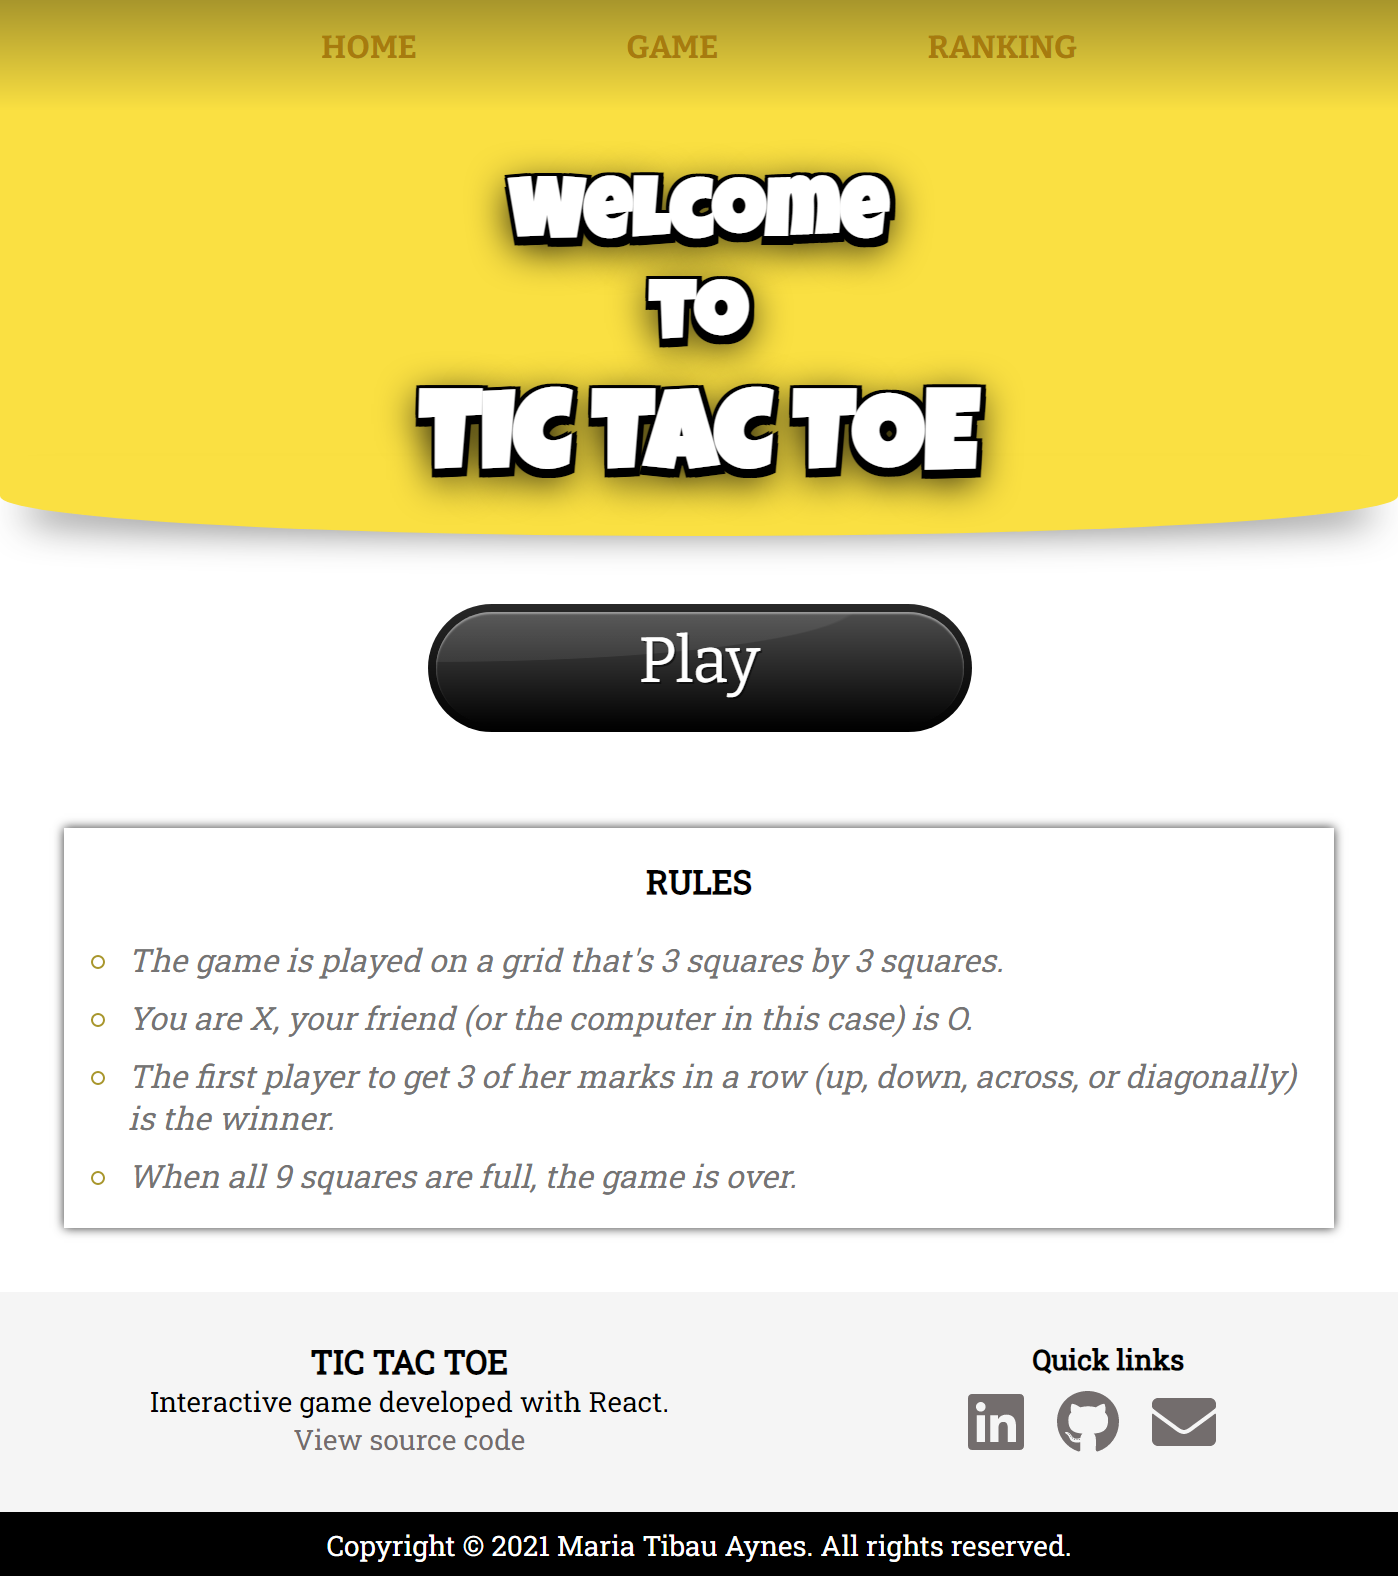 HOME GAME RANKING
Welcome
TO
TIC TAC TOE
Play
RULES
The game is played on a grid that's 3 squares by 3 squares.
You are X, your friend (or the computer in this case) is O.
The first player to get 3 of her marks in a row (up, down, across, or diagonally)
is the winner.
When all 9 squares are full, the game is over.
TIC TAC TOE
Interactive game developed with React.
View source code
Quick links
in
Copyright © 2021 Maria Tibau Aynes. All rights reserved.